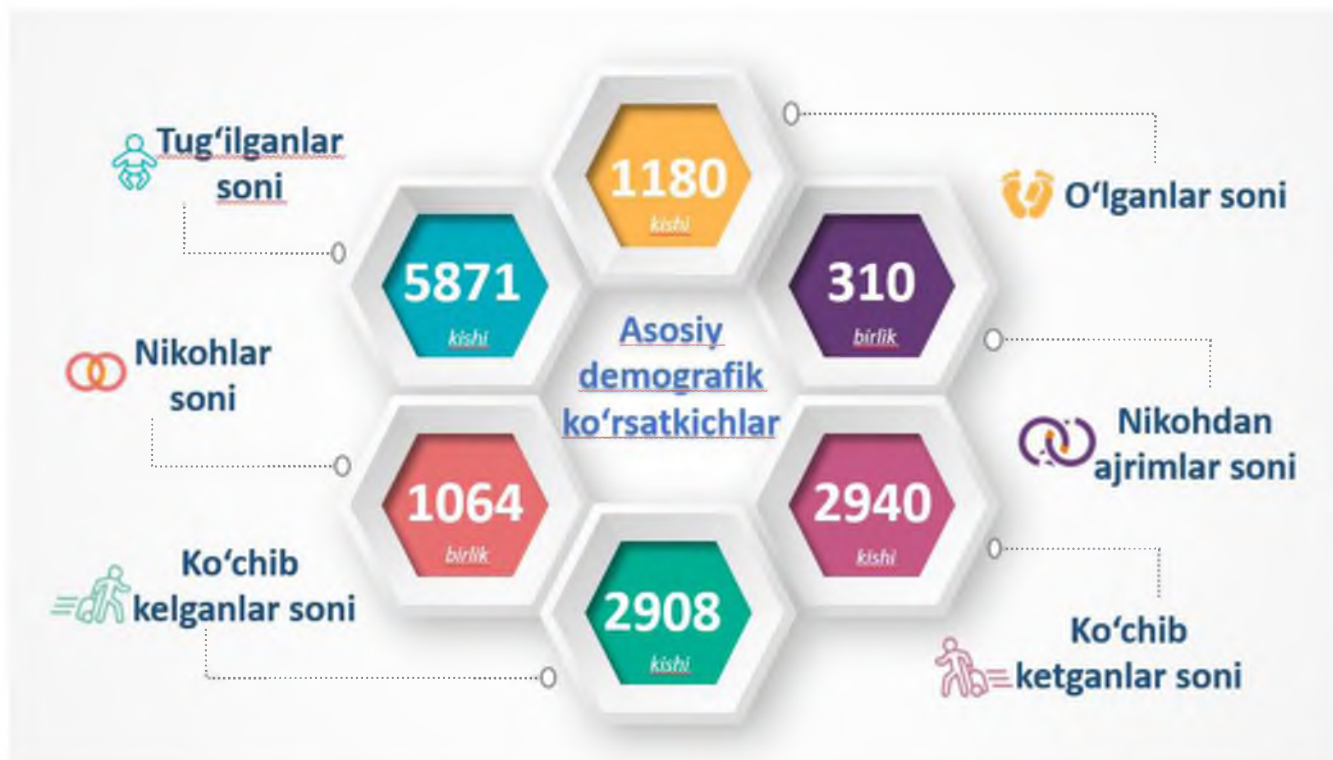 Tug‘ilganlar
soni
1180
kishi
O‘lganlar soni
5871
kishi
310
birlik
Asosiy
demografik
ko‘rsatkichlar
Nikohlar
soni
Nikohdan
ajrimlar soni
1064
birlik
2940
kishi
Ko‘chib
kelganlar soni
2908
kishi
Ko‘chib
ketganlar soni